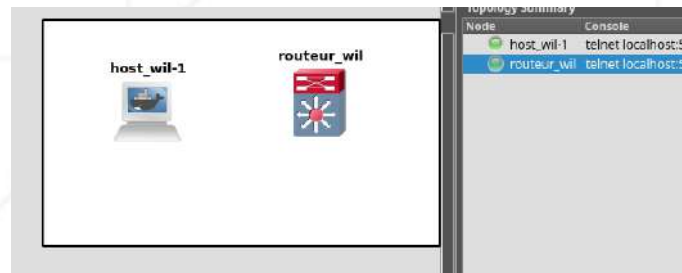 host_wil-1
routeur_wil
Topology Summary
Node Console
host_wil-1 telnet localhost:5
routeur_wil telnet localhost:5